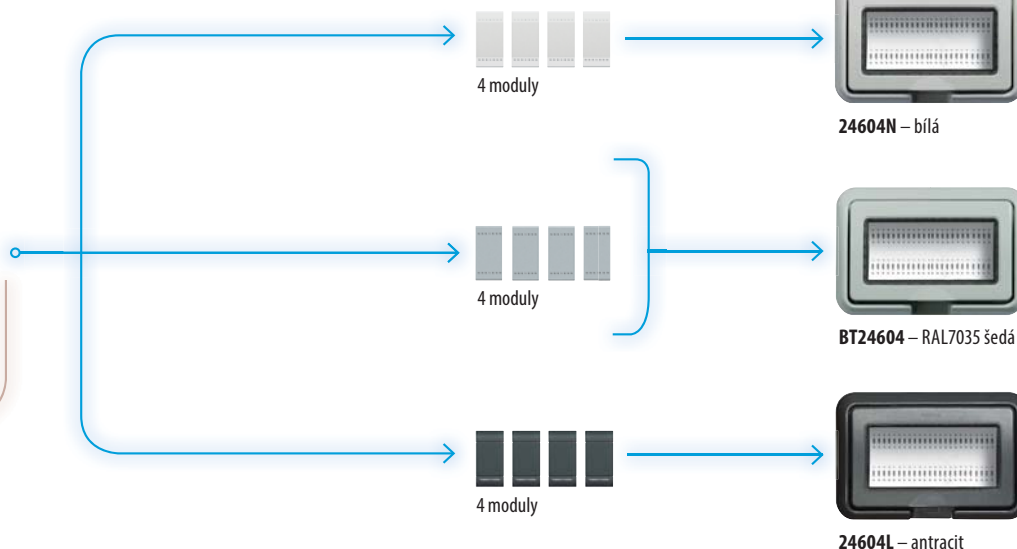 4 moduly
24604N – bílá
4 moduly
BT24604 – RAL7035 šedá
4 moduly
24604L – antracit